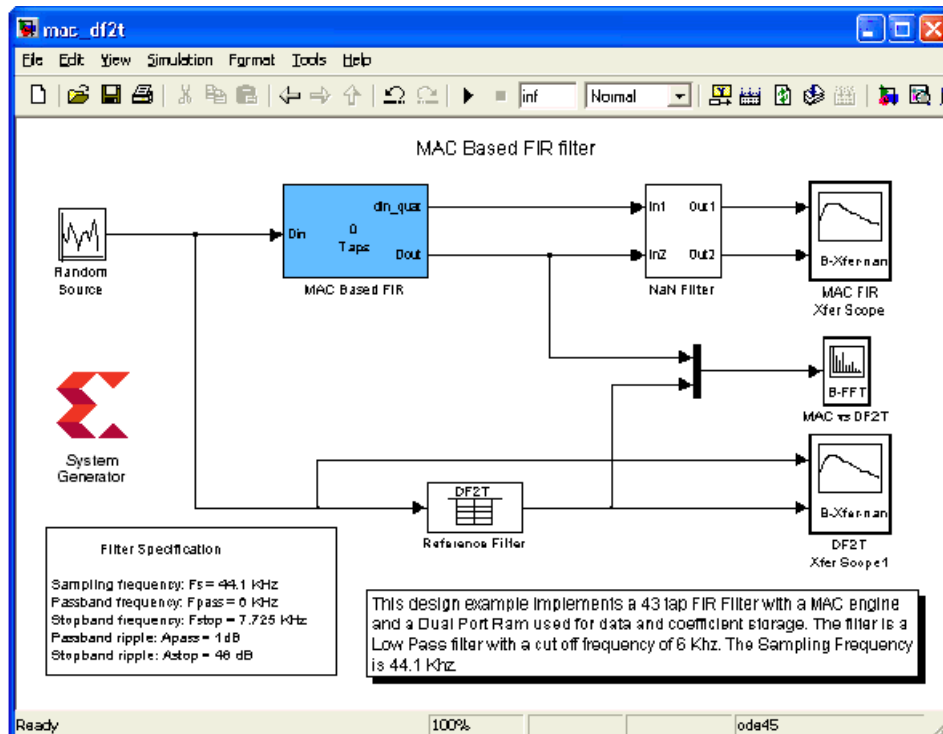 mac_df2t
File Edit View Simulation Format Tools Help
inf Normal
MAC Based FIR filter
Random
Source
Din
0
Taps
din_quat
Dout
MAC Based FIR
In1 Out1
In2 Out2
NaN Filter
B-Xfer-nan
MAC FIR
Xfer Scope
B-FFT
MAC vs DF2T
System
Generator
DF2T
Reference Filter
B-Xfer-nan
DF2T
Xfer Scope1
Filter Specification
Sampling frequency: Fs = 44.1 KHz
Passband frequency: Fpass = 6 KHz
Stopband frequency: Fstop = 7.725 KHz
Passband ripple: Apass = 1dB
Stopband ripple: Astop = 46 dB
This design example implements a 43 tap FIR Filter with a MAC engine
and a Dual Port Ram used for data and coefficient storage. The filter is a
Low Pass filter with a cut off frequency of 6 Khz. The Sampling Frequency
is 44.1 Khz.
Ready 100% ode45